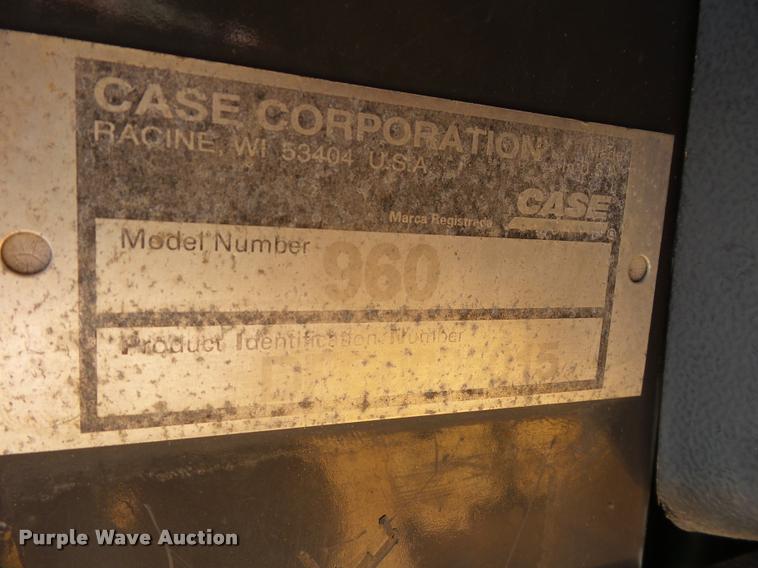 CASE CORPORATION
RACINE, WI 53404 U.S.A.
CASE
Marca Registrada
®
Model Number 960
Product Identification Number
Purple Wave Auction